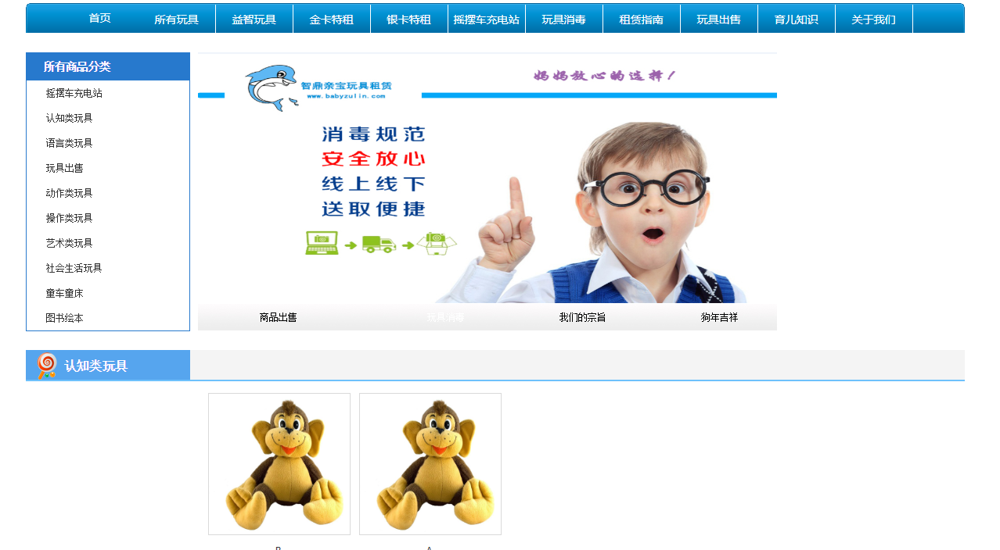 首页 所有玩具 益智玩具 金卡特租 银卡特租 摇摆车充电站 玩具消毒 租赁指南 玩具出售 育儿知识 关于我们
所有商品分类
摇摆车充电站
认知类玩具
语言类玩具
玩具出售
动作类玩具
操作类玩具
艺术类玩具
社会生活玩具
童车童床
图书绘本
智鼎亲宝玩具租赁
www.babyzulin.com
妈妈放心的选择！
消毒规范
安全放心
线上线下
送取便捷
商品出售 玩具消毒 我们的宗旨 狗年吉祥
认知类玩具